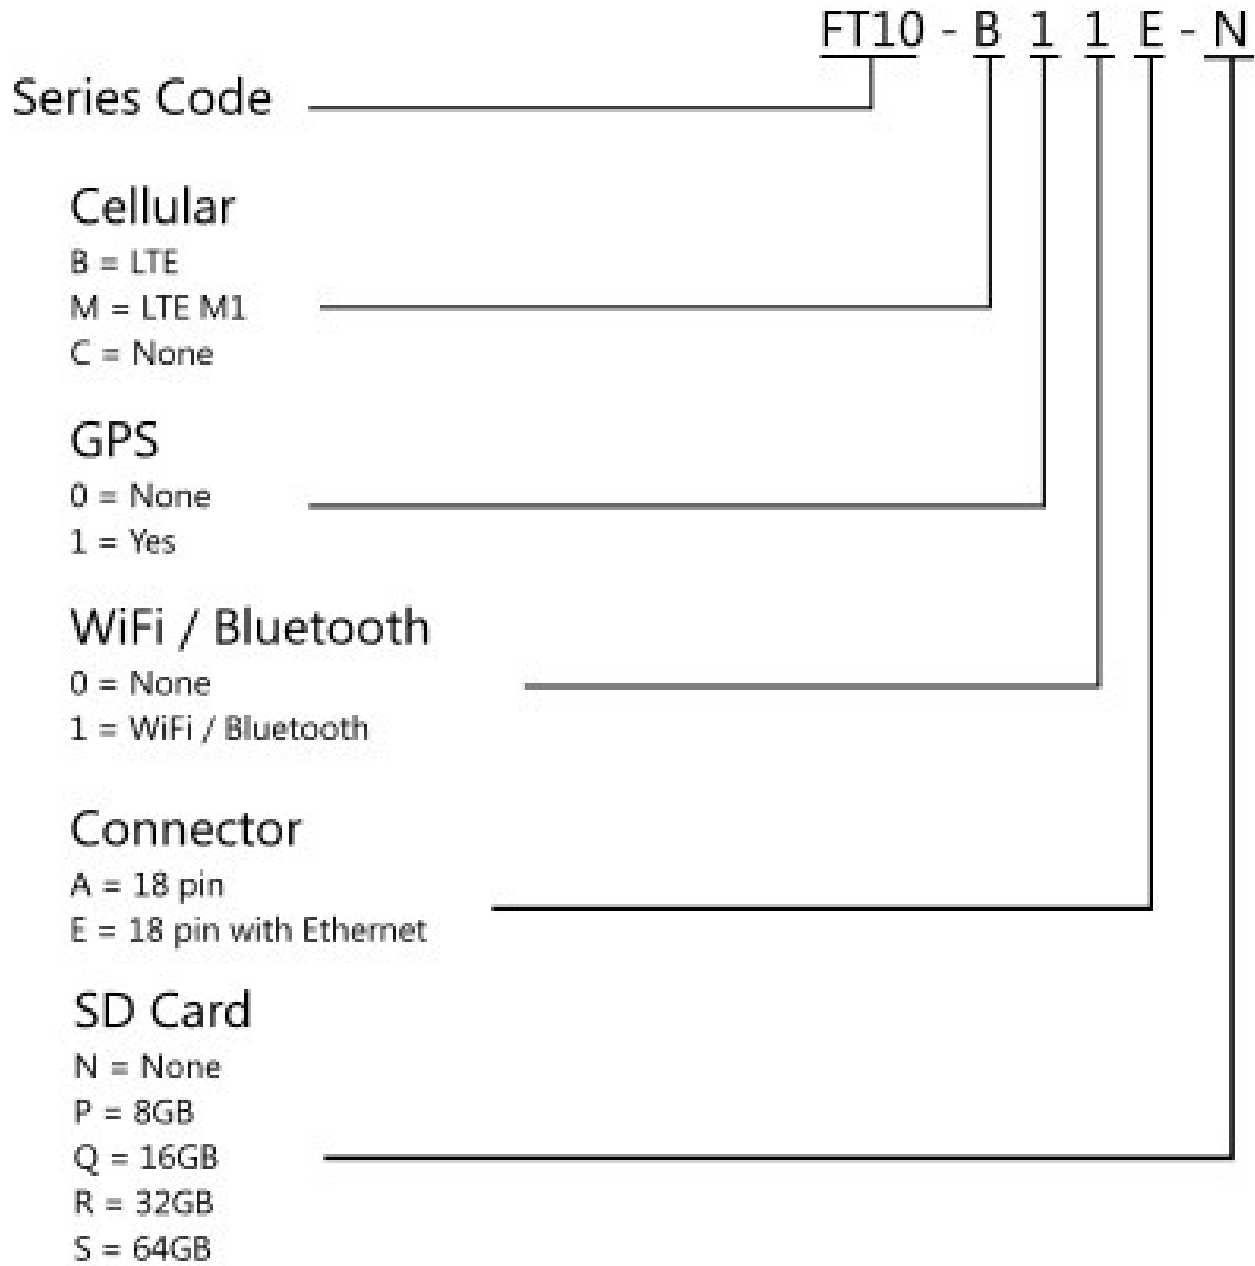 FT10 - B 1 1 E - N
Series Code
Cellular
B = LTE
M = LTE M1
C = None
GPS
0 = None
1 = Yes
WiFi / Bluetooth
0 = None
1 = WiFi / Bluetooth
Connector
A = 18 pin
E = 18 pin with Ethernet
SD Card
N = None
P = 8GB
Q = 16GB
R = 32GB
S = 64GB